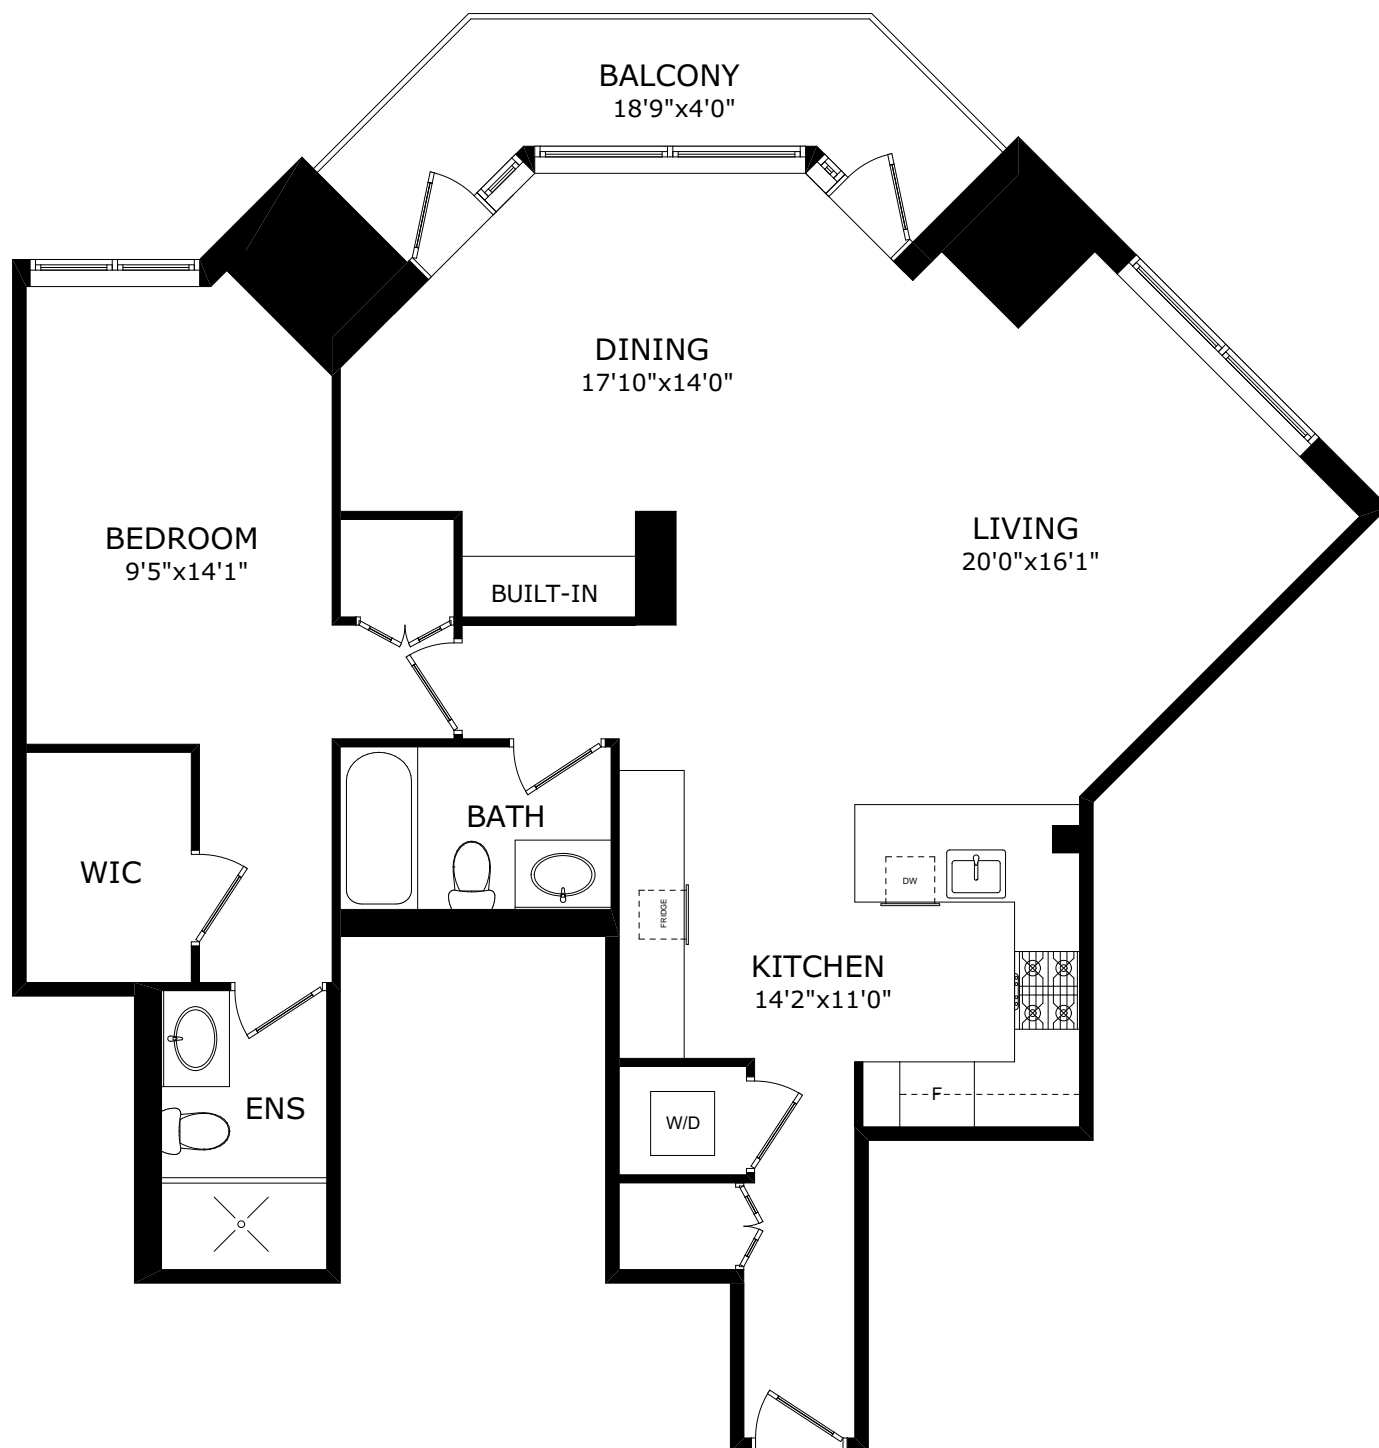 BALCONY
18'9"x4'0"
DINING
17'10"x14'0"
BEDROOM
9'5"x14'1"
LIVING
20'0"x16'1"
BUILT-IN
BATH
WIC
DW
FRIDGE
KITCHEN
14'2"x11'0"
F
ENS
W/D